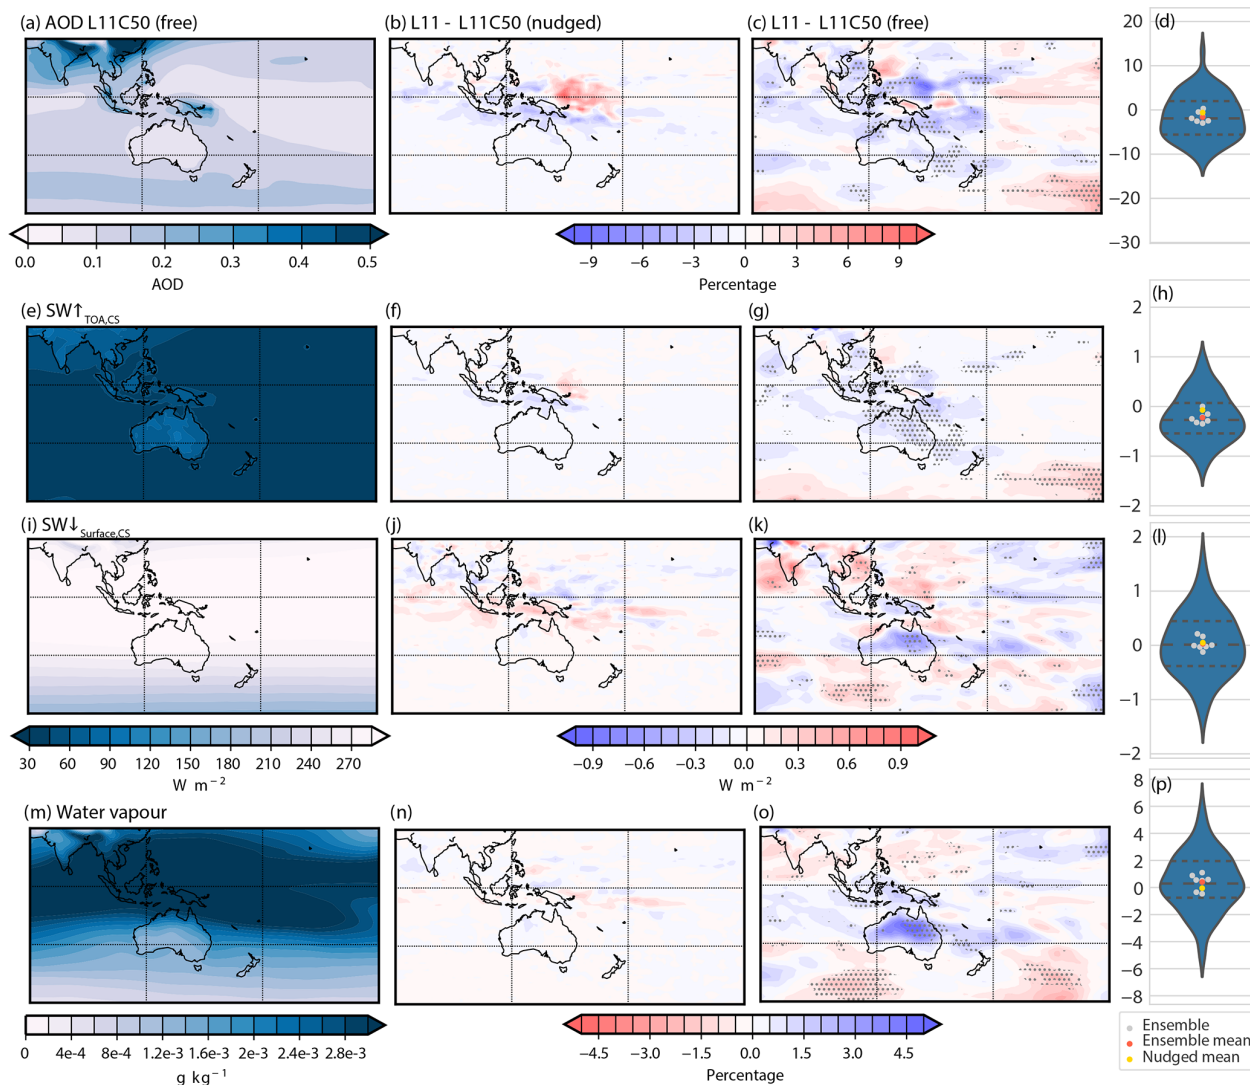 (a) AOD L11C50 (free)
(b) L11 - L11C50 (nudged)
(c) L11 - L11C50 (free)
(d)
20
10
0
−10
−20
−30
0.0 0.1 0.2 0.3 0.4 0.5
AOD
−9 −6 −3 0 3 6 9
Percentage
(e) SW↑TOA,CS
(f)
(g)
(h)
2
1
0
−1
−2
(i) SW↓Surface,CS
(j)
(k)
(l)
2
1
0
−1
−2
30 60 90 120 150 180 210 240 270
W m−2
−0.9 −0.6 −0.3 0.0 0.3 0.6 0.9
W m−2
(m) Water vapour
(n)
(o)
(p)
8
6
4
2
0
−2
−4
−6
−8
0 4e-4 8e-4 1.2e-3 1.6e-3 2e-3 2.4e-3 2.8e-3
g kg−1
−4.5 −3.0 −1.5 0.0 1.5 3.0 4.5
Percentage
Ensemble
Ensemble mean
Nudged mean